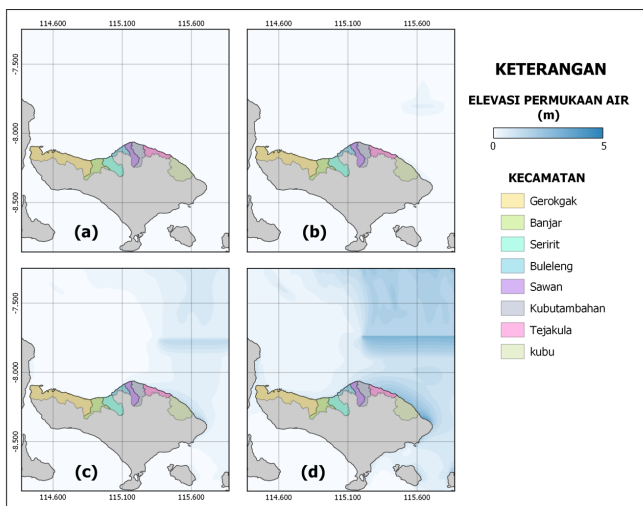 114.600 115.100 115.600
114.600 115.100 115.600
-7.500
-8.000
-8.500
(a)
(b)
-7.500
-8.000
-8.500
(c)
(d)
114.600 115.100 115.600
114.600 115.100 115.600
KETERANGAN
ELEVASI PERMUKAAN AIR
(m)
0 5
KECAMATAN
Gerokgak
Banjar
Seririt
Buleleng
Sawan
Kubutambahan
Tejakula
kubu